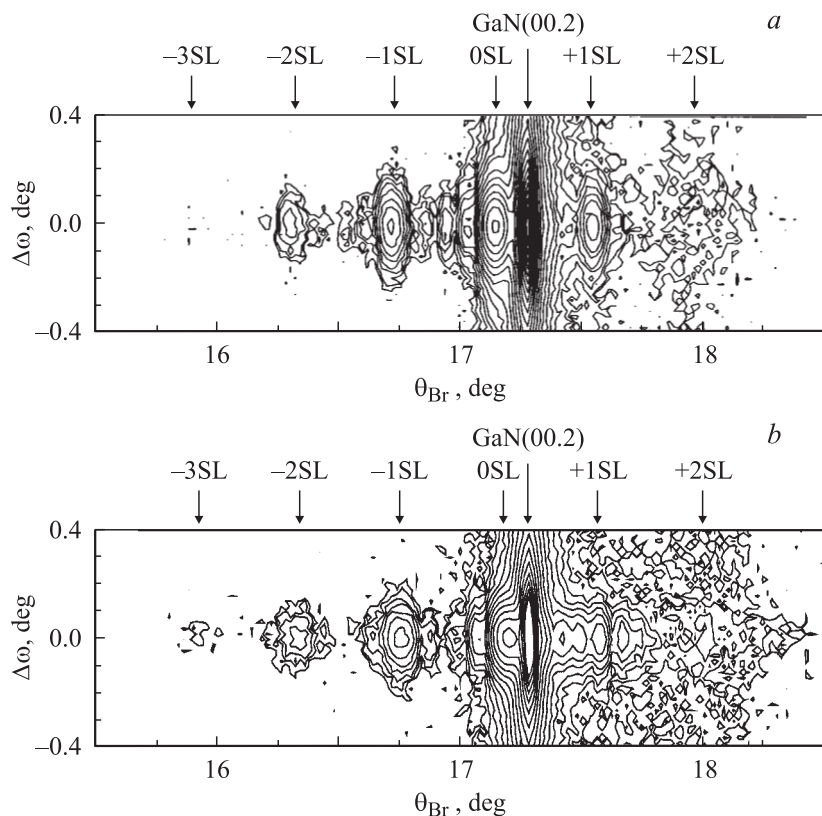 a
GaN(00.2)
–3SL –2SL –1SL 0SL +1SL +2SL
0.4
0.0
–0.4
Δω, deg
16 17 18
θBr , deg
b
GaN(00.2)
–3SL –2SL –1SL 0SL +1SL +2SL
0.4
0.0
–0.4
Δω, deg
16 17 18
θBr , deg